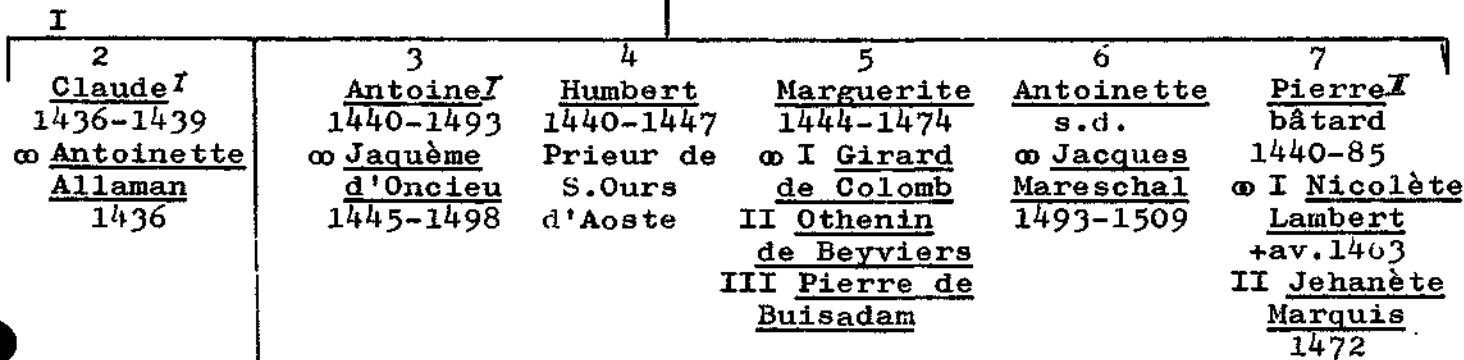 I
2
Claude I
1436-1439
∞ Antoinette
Allaman
1436
3
Antoine I
1440-1493
∞ Jaquème
d'Oncieu
1445-1498
4
Humbert
1440-1447
Prieur de
S.Ours
d'Aoste
5
Marguerite
1444-1474
∞ I Girard
de Colomb
II Othenin
de Beyviers
III Pierre de
Buisadam
6
Antoinette
s.d.
∞ Jacques
Mareschal
1493-1509
7
Pierre I
bâtard
1440-85
∞ I Nicolète
Lambert
+av.1463
II Jehanète
Marquis
1472